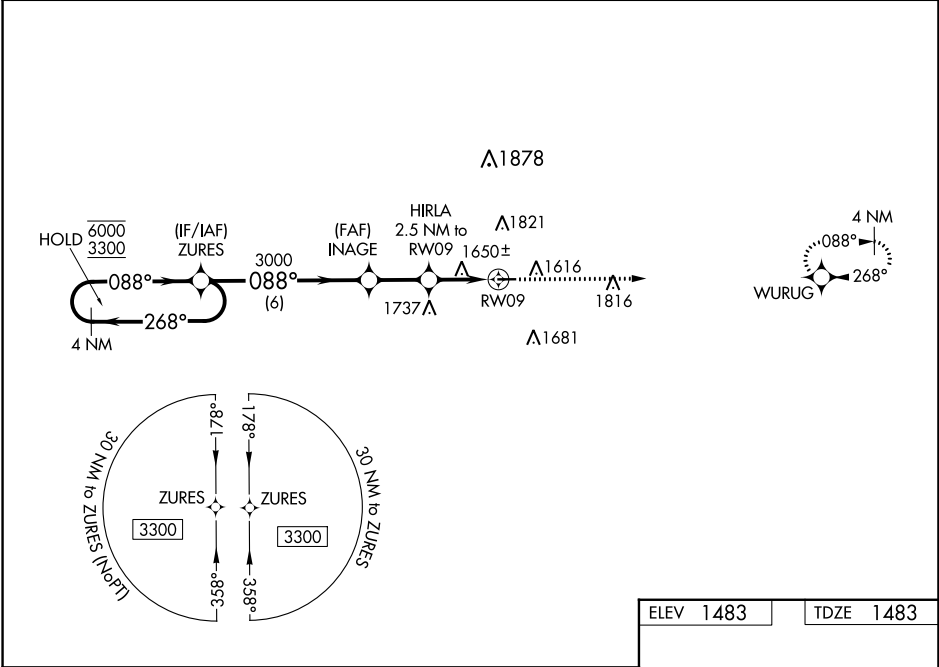 1878
HOLD
6000
3300
(IF/IAF)
ZURES
(FAF)
INAGE
HIRLA
2.5 NM to
RW09
1821
1650±
4 NM
088°
3000
088°
(6)
1616
RW09
1816
088°
268°
WURUG
268°
4 NM
1737
1681
30 NM to ZURES (NoPT)
178°
ZURES
3300
358°
178°
ZURES
3300
358°
30 NM to ZURES
ELEV 1483
TDZE 1483